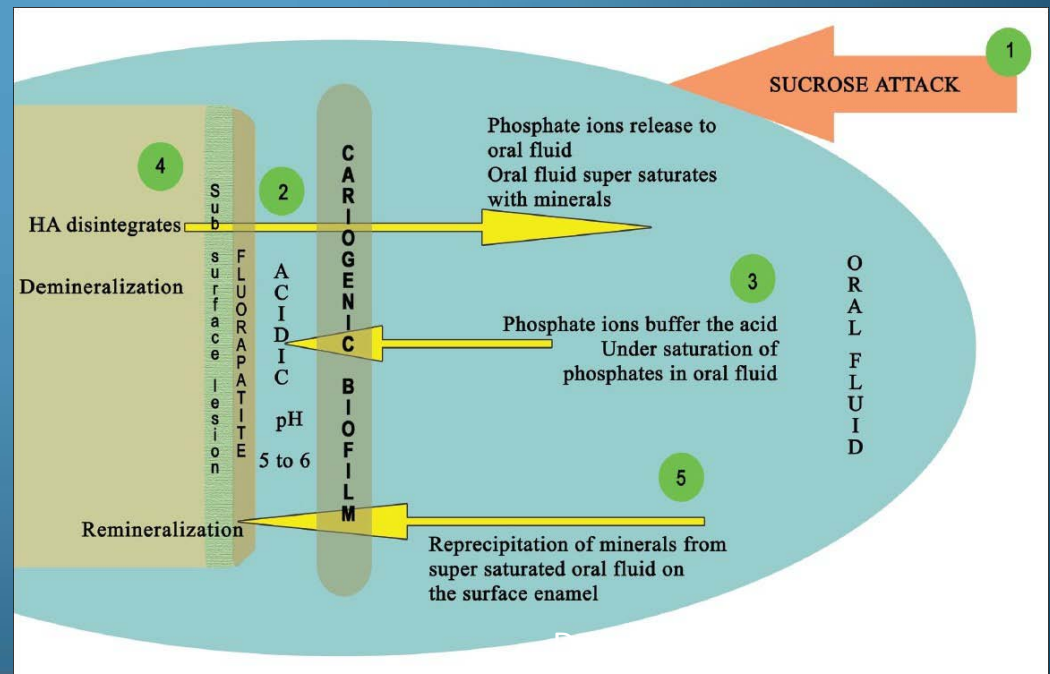 1
SUCROSE ATTACK
Phosphate ions release to
oral fluid
Oral fluid super saturates
with minerals
4
2
HA disintegrates
Demineralization
Sub surface lesion
FLUORAPATITE
ACIDIC
pH
5 to 6
CARIOGENIC BIOFILM
3
Phosphate ions buffer the acid
Under saturation of
phosphates in oral fluid
ORAL FLUID
5
Remineralization
Reprecipitation of minerals from
super saturated oral fluid on
the surface enamel